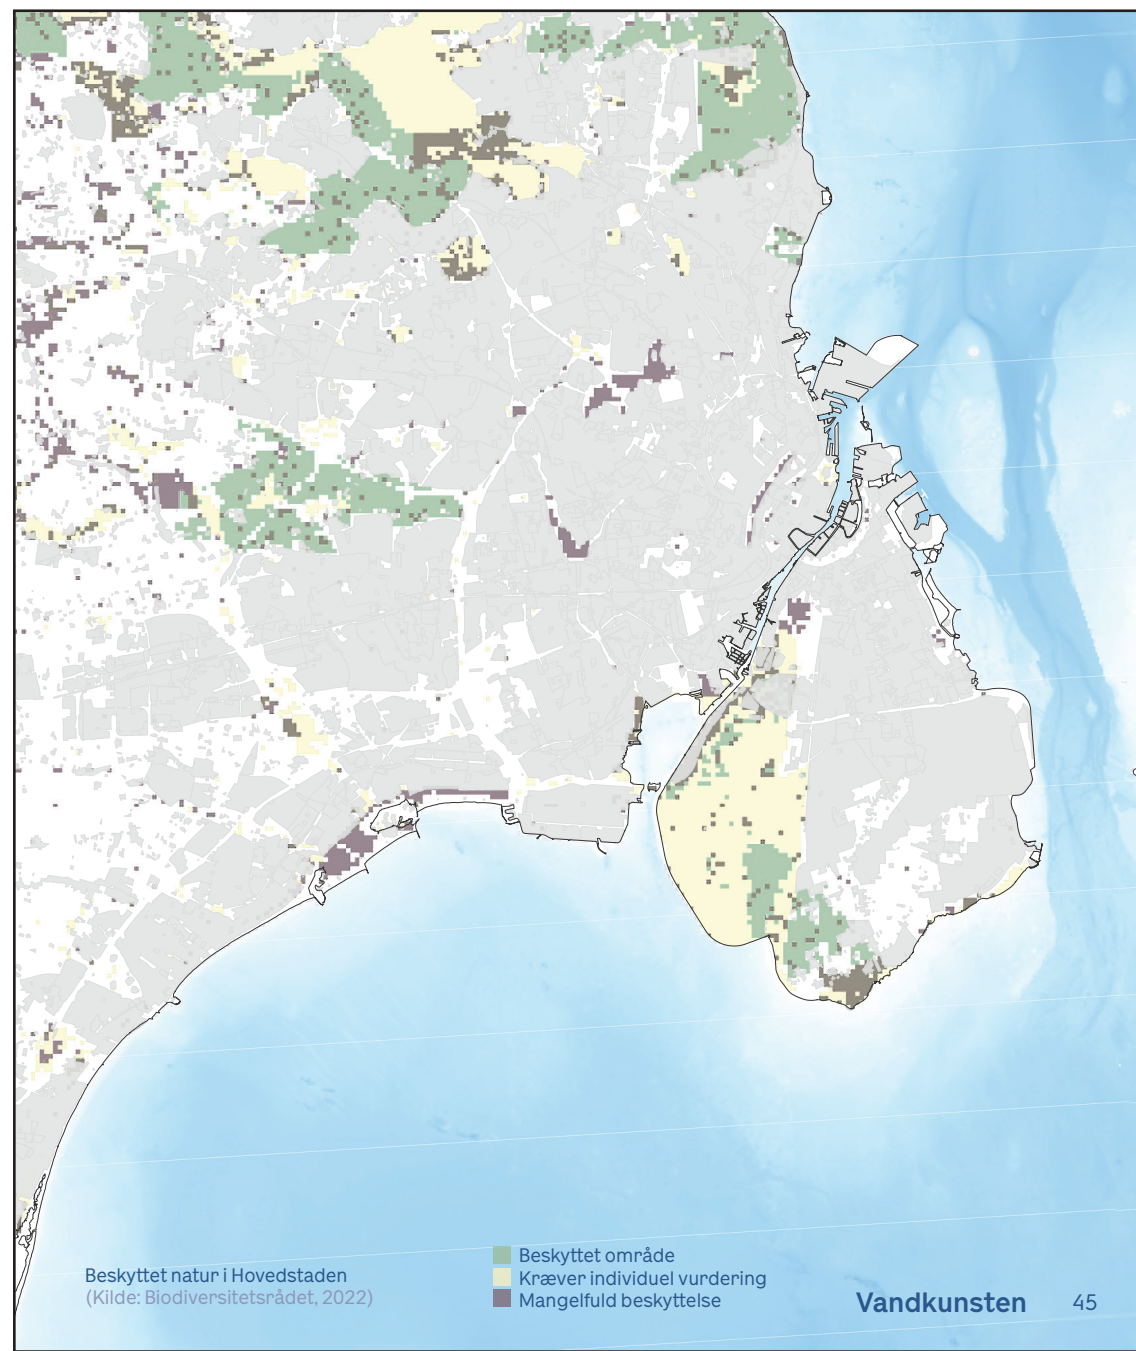 Beskyttet natur i Hovedstaden
(Kilde: Biodiversitetsrådet, 2022)
Beskyttet område
Kræver individuel vurdering
Mangelfuld beskyttelse
Vandkunsten 45